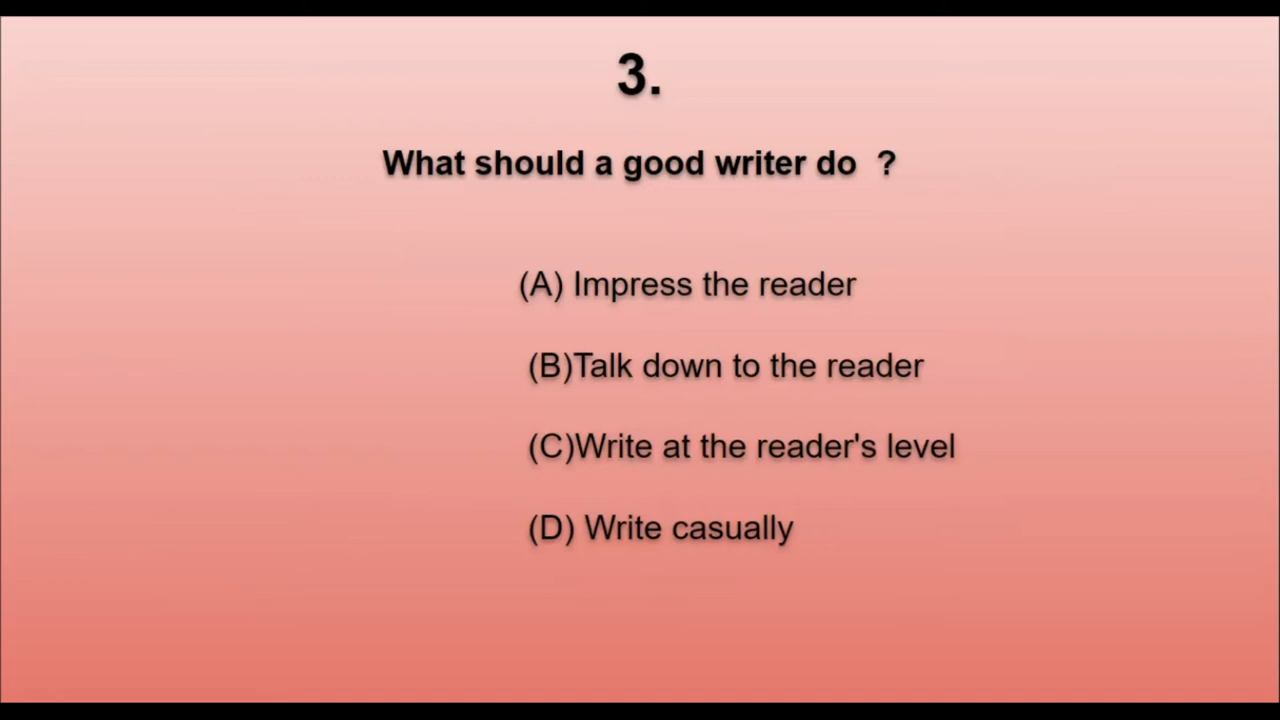 3.
What should a good writer do  ?
(A) Impress the reader
(B)Talk down to the reader
(C)Write at the reader's level
(D) Write casually